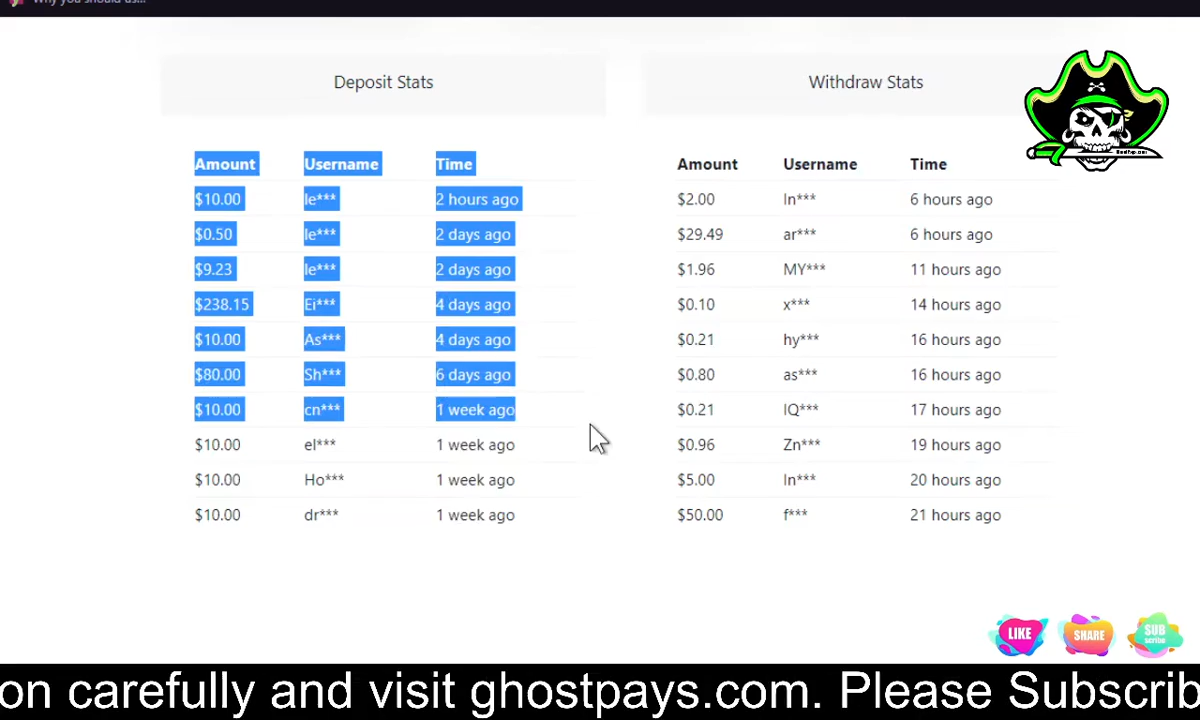 Why you should us...
Deposit Stats
Withdraw Stats
Amount Username Time
$10.00 le*** 2 hours ago
$0.50 le*** 2 days ago
$9.23 le*** 2 days ago
$238.15 Ei*** 4 days ago
$10.00 As*** 4 days ago
$80.00 Sh*** 6 days ago
$10.00 cn*** 1 week ago
$10.00 el*** 1 week ago
$10.00 Ho*** 1 week ago
$10.00 dr*** 1 week ago
Amount Username Time
$2.00 In*** 6 hours ago
$29.49 ar*** 6 hours ago
$1.96 MY*** 11 hours ago
$0.10 x*** 14 hours ago
$0.21 hy*** 16 hours ago
$0.80 as*** 16 hours ago
$0.21 IQ*** 17 hours ago
$0.96 Zn*** 19 hours ago
$5.00 In*** 20 hours ago
$50.00 f*** 21 hours ago
LIKE
SHARE
SUB
scribe
on carefully and visit ghostpays.com. Please Subscrib